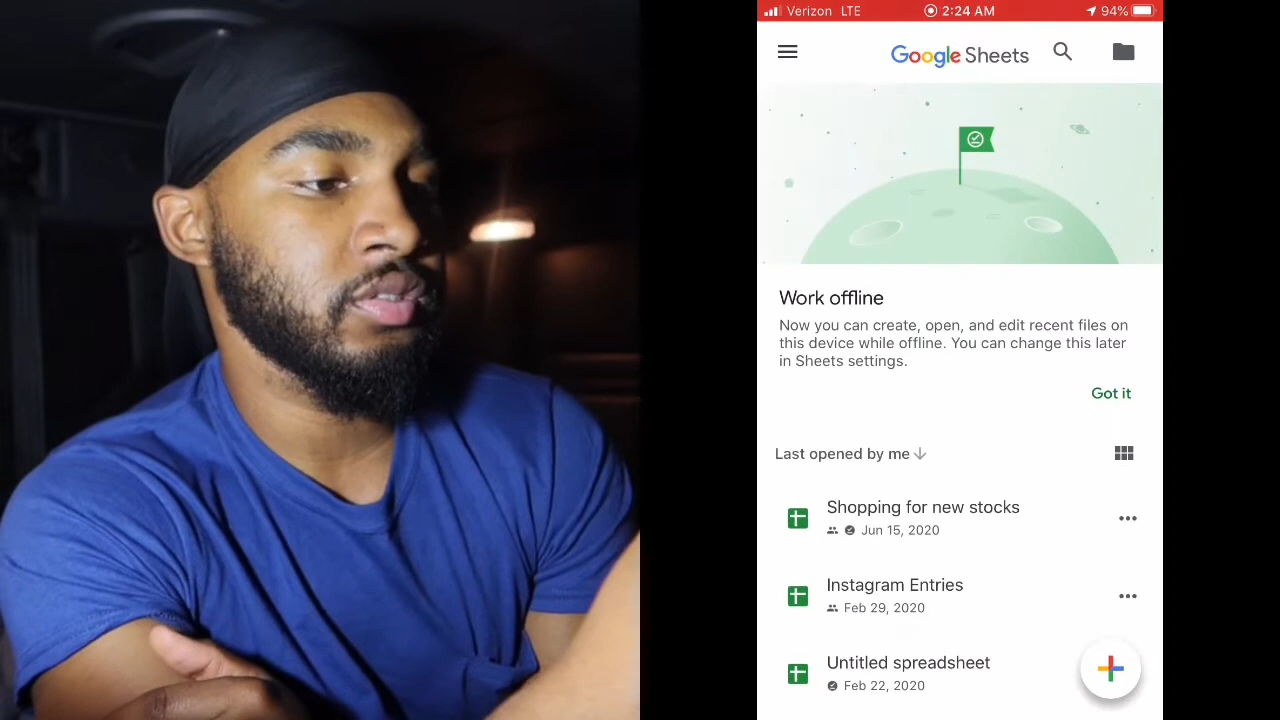 Verizon LTE 2:24 AM 94%
Google Sheets
Work offline
Now you can create, open, and edit recent files on
this device while offline. You can change this later
in Sheets settings.
Got it
Last opened by me
Shopping for new stocks
Jun 15, 2020
Instagram Entries
Feb 29, 2020
Untitled spreadsheet
Feb 22, 2020